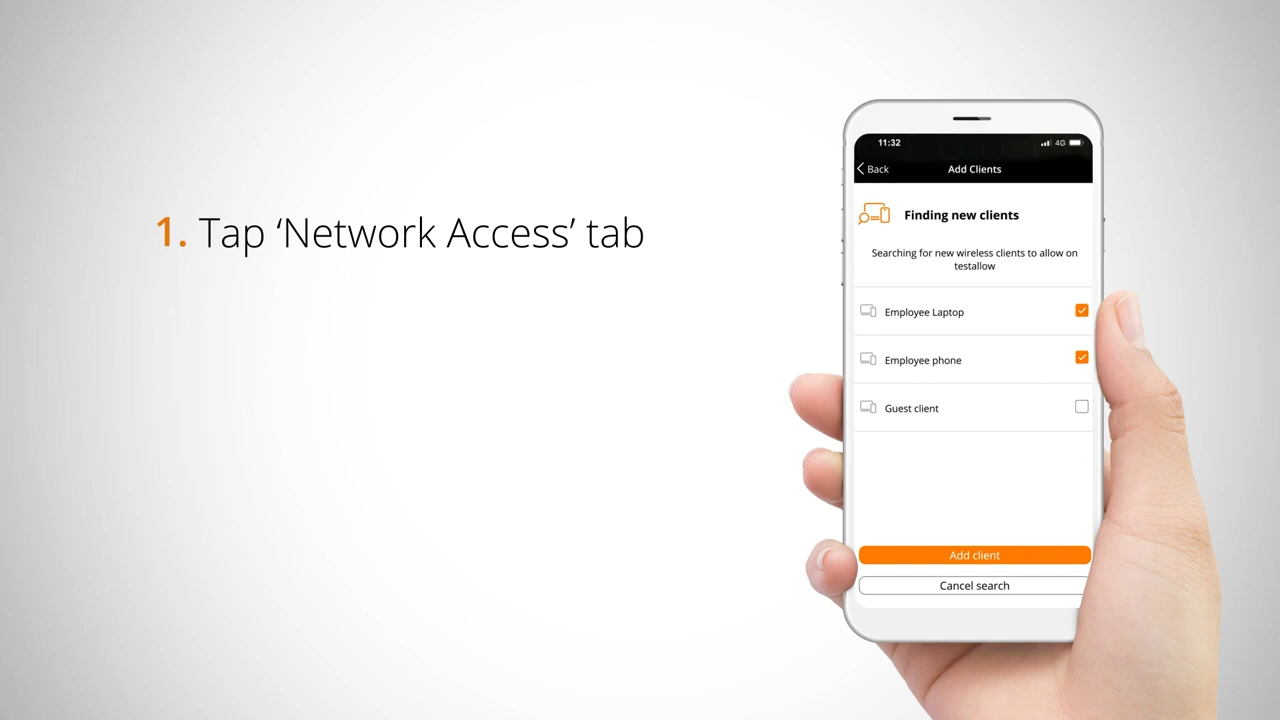 1. Tap ‘Network Access’ tab
11:32
4G
Back
Add Clients
Finding new clients
Searching for new wireless clients to allow on
testallow
Employee Laptop
Employee phone
Guest client
Add client
Cancel search